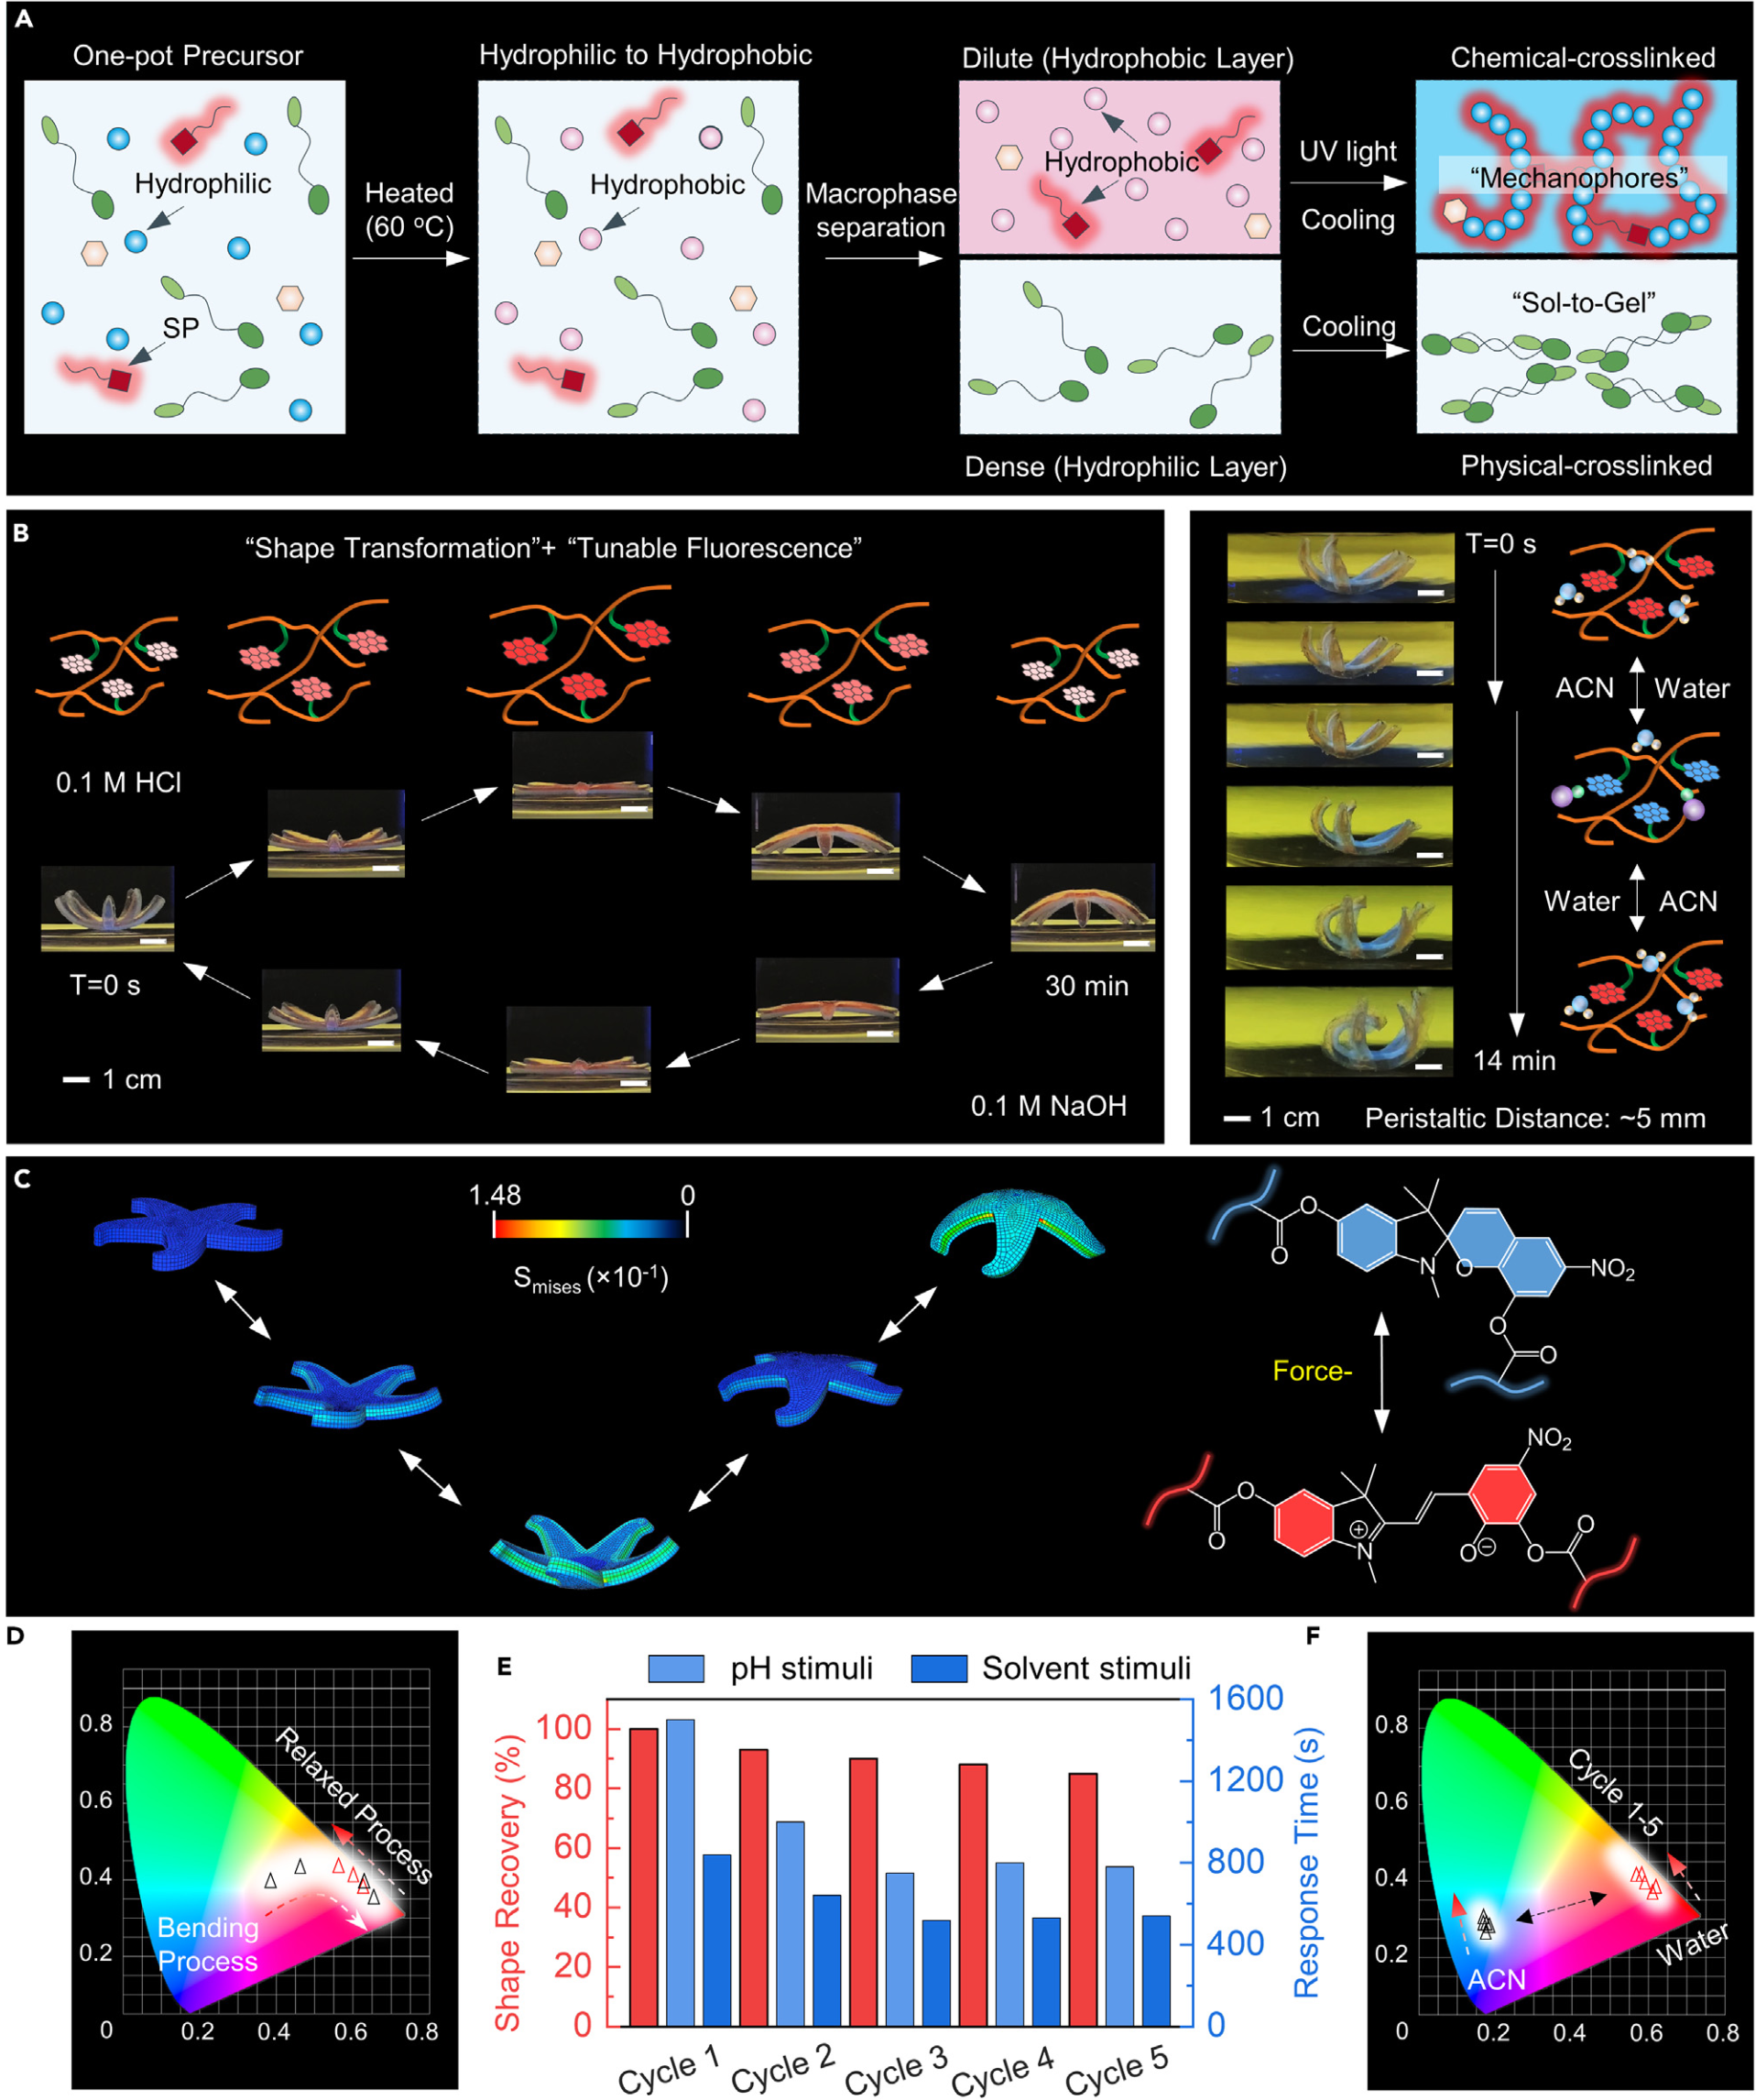 A
One-pot Precursor
Hydrophilic to Hydrophobic
Dilute (Hydrophobic Layer)
Chemical-crosslinked
Hydrophilic
SP
Heated
(60 °C)
Hydrophobic
Macrophase
separation
Hydrophobic
UV light
Cooling
“Mechanophores”
Cooling
“Sol-to-Gel”
Dense (Hydrophilic Layer)
Physical-crosslinked
B
“Shape Transformation”+ “Tunable Fluorescence”
0.1 M HCl
T=0 s
30 min
1 cm
0.1 M NaOH
T=0 s
ACN Water
Water ACN
14 min
1 cm Peristaltic Distance: ~5 mm
C
1.48 0
Smises (×10-1)
O
O
N
O
NO2
O
O
Force-
NO2
O
O
N
⊕
O⊖
O
O
D
0.8
0.6
0.4
0.2
0
0.2 0.4 0.6 0.8
Relaxed Process
Bending
Process
E
pH stimuli Solvent stimuli
Shape Recovery (%)
100
80
60
40
20
0
1600
1200
800
400
0
Response Time (s)
Cycle 1 Cycle 2 Cycle 3 Cycle 4 Cycle 5
F
0.8
0.6
0.4
0.2
0
0.2 0.4 0.6 0.8
Cycle 1-5
ACN
Water